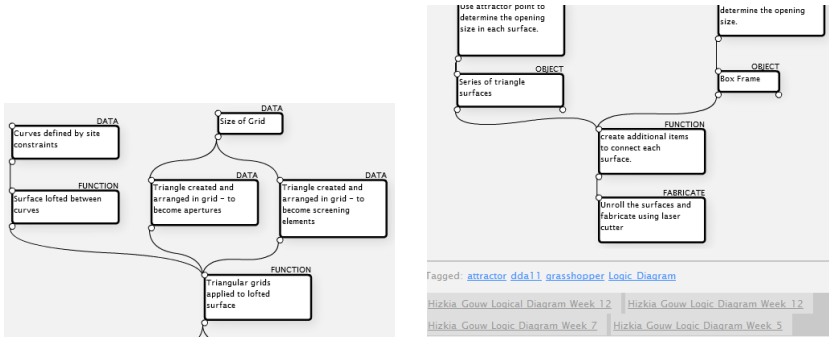 DATA
Size of Grid
DATA
Curves defined by site
constraints
DATA
Triangle created and
arranged in grid - to
become apertures
DATA
Triangle created and
arranged in grid - to
become screening
elements
FUNCTION
Surface lofted between
curves
FUNCTION
Triangular grids
applied to lofted
surface
Use attractor point to
determine the opening
size in each surface.
determine the opening
size.
OBJECT
Series of triangle
surfaces
OBJECT
Box Frame
FUNCTION
create additional items
to connect each
surface.
FABRICATE
Unroll the surfaces and
fabricate using laser
cutter
Tagged: attractor dda11 grasshopper Logic Diagram
Hizkia Gouw Logical Diagram Week 12 Hizkia Gouw Logic Diagram Week 12
Hizkia Gouw Logic Diagram Week 7 Hizkia Gouw Logic Diagram Week 5